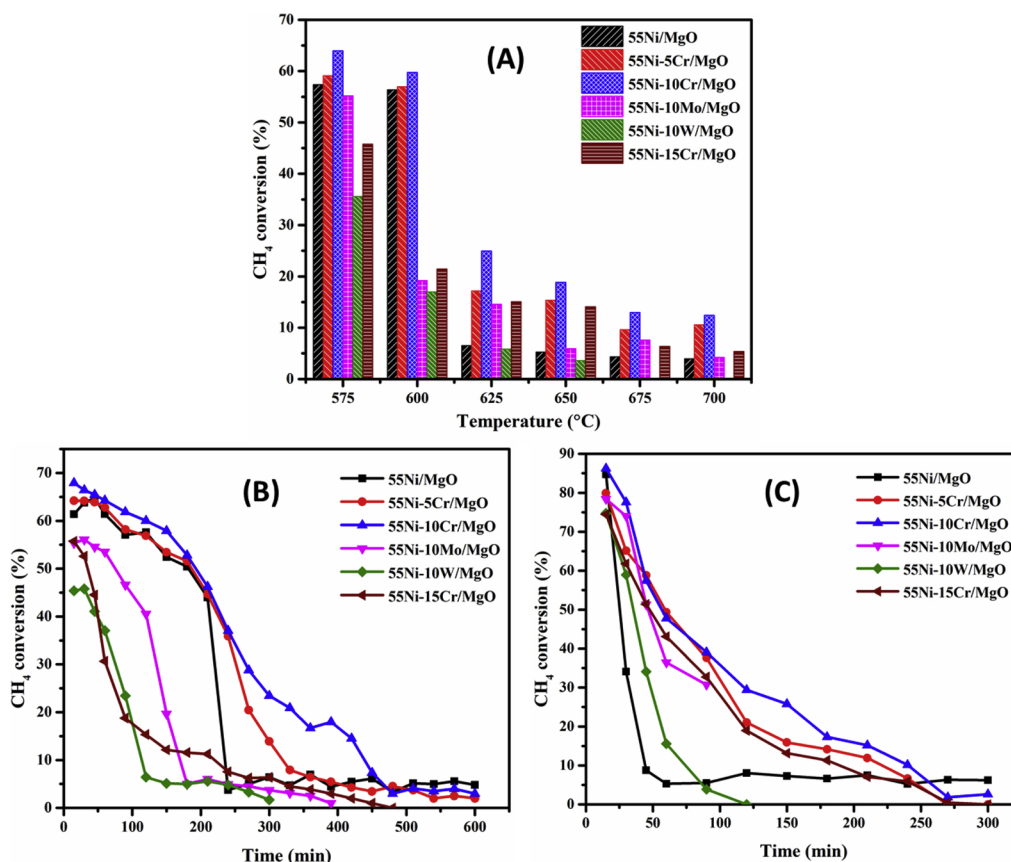 (A)
CH4 conversion (%)
70
60
50
40
30
20
10
0
55Ni/MgO
55Ni-5Cr/MgO
55Ni-10Cr/MgO
55Ni-10Mo/MgO
55Ni-10W/MgO
55Ni-15Cr/MgO
575 600 625 650 675 700
Temperature (°C)
(B)
CH4 conversion (%)
70
60
50
40
30
20
10
0
55Ni/MgO
55Ni-5Cr/MgO
55Ni-10Cr/MgO
55Ni-10Mo/MgO
55Ni-10W/MgO
55Ni-15Cr/MgO
0 100 200 300 400 500 600
Time (min)
(C)
CH4 conversion (%)
90
80
70
60
50
40
30
20
10
0
55Ni/MgO
55Ni-5Cr/MgO
55Ni-10Cr/MgO
55Ni-10Mo/MgO
55Ni-10W/MgO
55Ni-15Cr/MgO
0 50 100 150 200 250 300
Time (min)